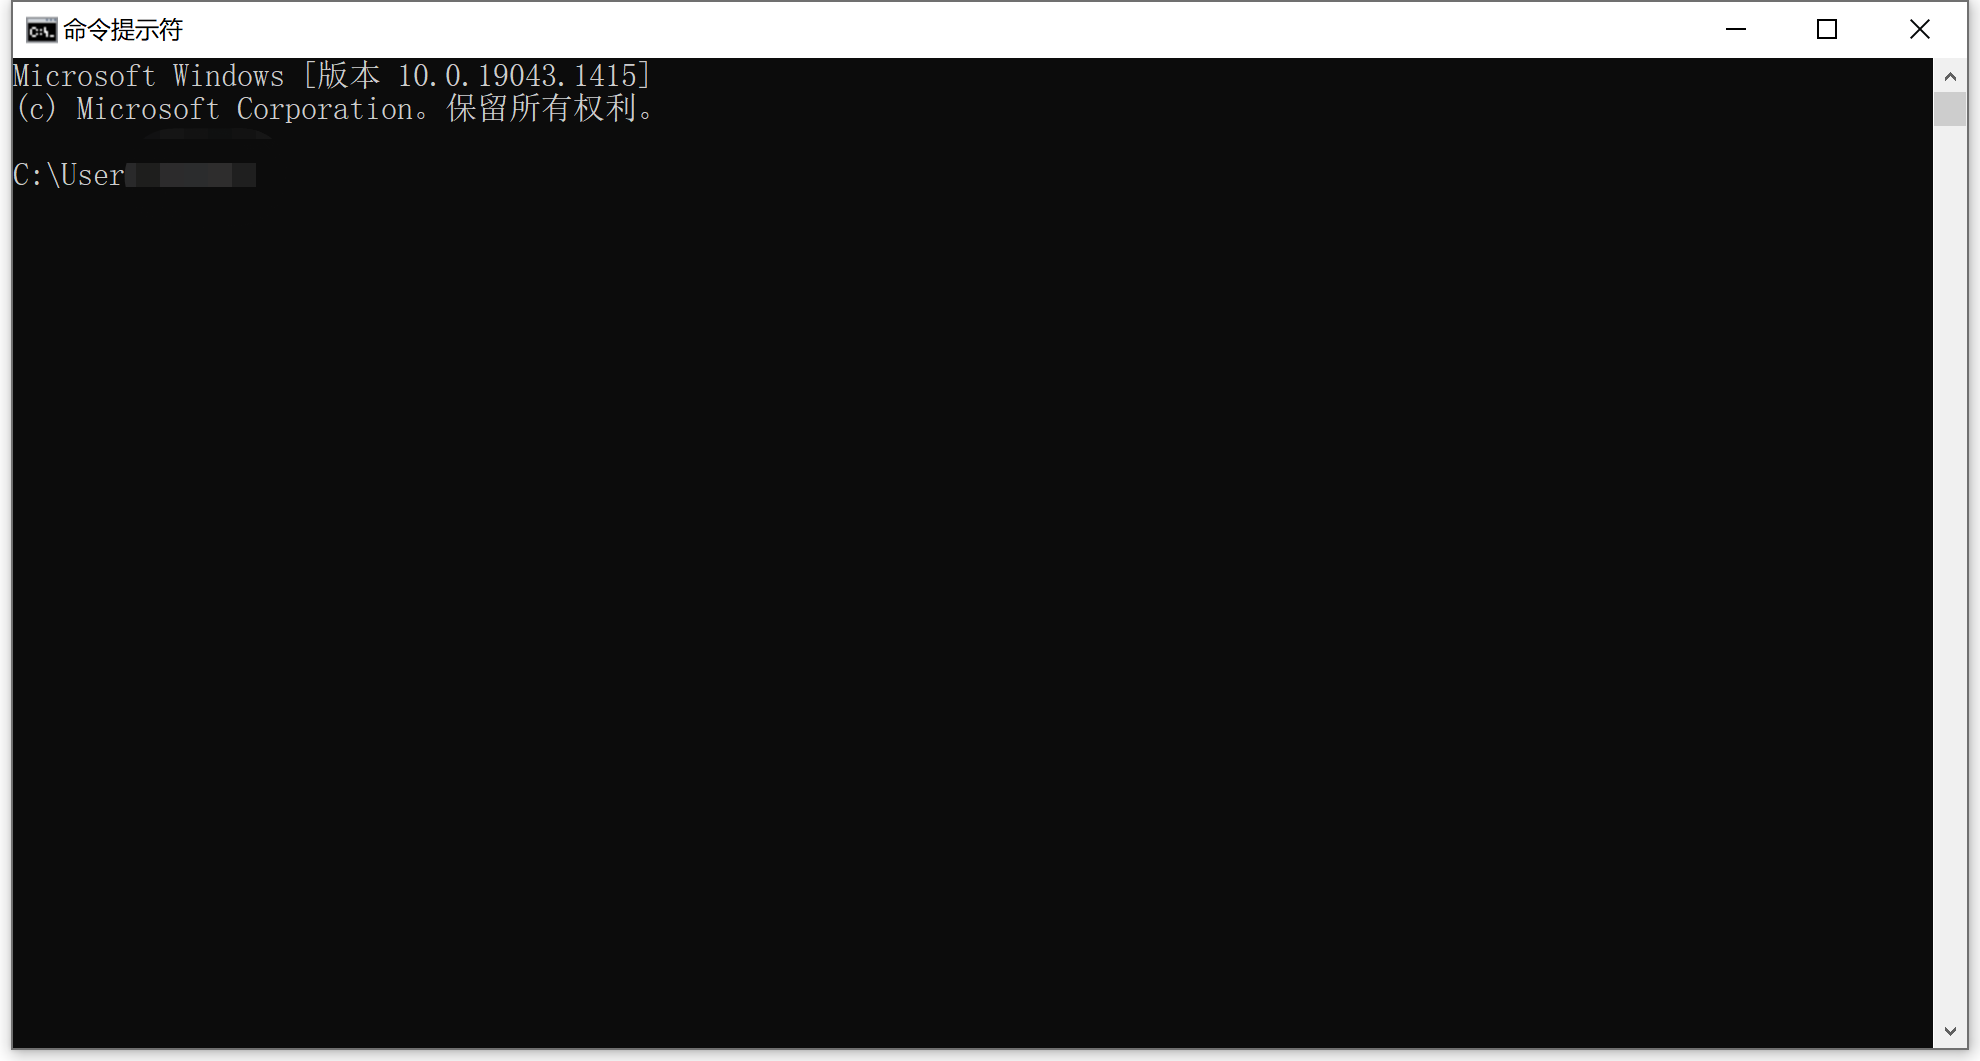 命令提示符
Microsoft Windows [版本 10.0.19043.1415]
(c) Microsoft Corporation。保留所有权利。
C:\User